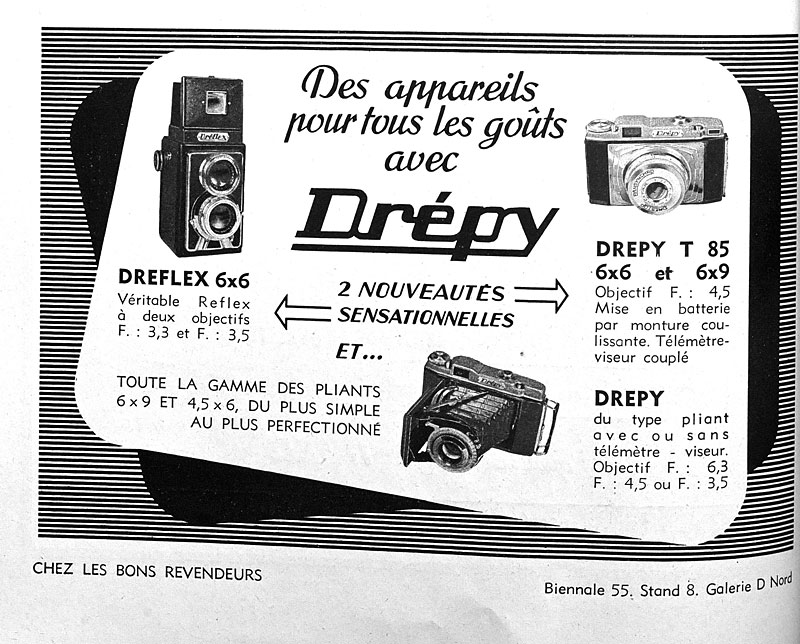 Des appareils
pour tous les goûts
avec
Drépy
Dréflex
DREFLEX 6x6
Véritable Reflex
à deux objectifs
F. : 3,3 et F. : 3,5
2 NOUVEAUTÉS
SENSATIONNELLES
ET...
TOUTE LA GAMME DES PLIANTS
6 x 9 ET 4,5 x 6, DU PLUS SIMPLE
AU PLUS PERFECTIONNÉ
Drépy
Drépy
DREPY T 85
6x6 et 6x9
Objectif F. : 4,5
Mise en batterie
par monture cou-
lissante. Télémètre-
viseur couplé
DREPY
du type pliant
avec ou sans
télémètre - viseur.
Objectif F. : 6,3
F. : 4,5 ou F. : 3,5
CHEZ LES BONS REVENDEURS
Biennale 55. Stand 8. Galerie D Nord